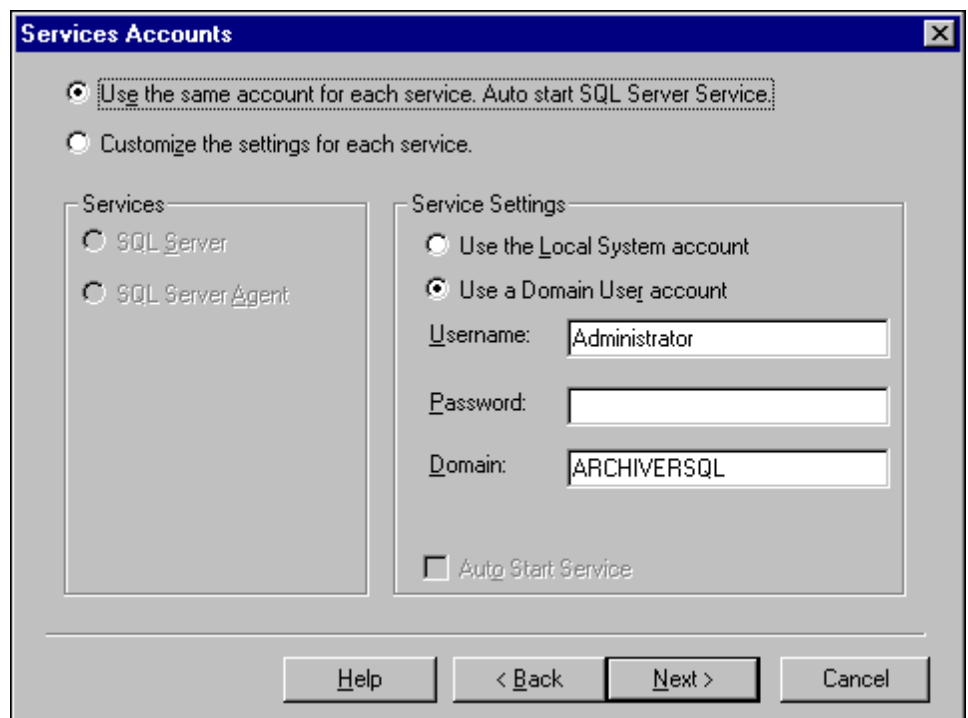 Services Accounts
Use the same account for each service. Auto start SQL Server Service.
Customize the settings for each service.
Services
SQL Server
SQL Server Agent
Service Settings
Use the Local System account
Use a Domain User account
Username: Administrator
Password:
Domain: ARCHIVERSQL
Auto Start Service
Help < Back Next > Cancel